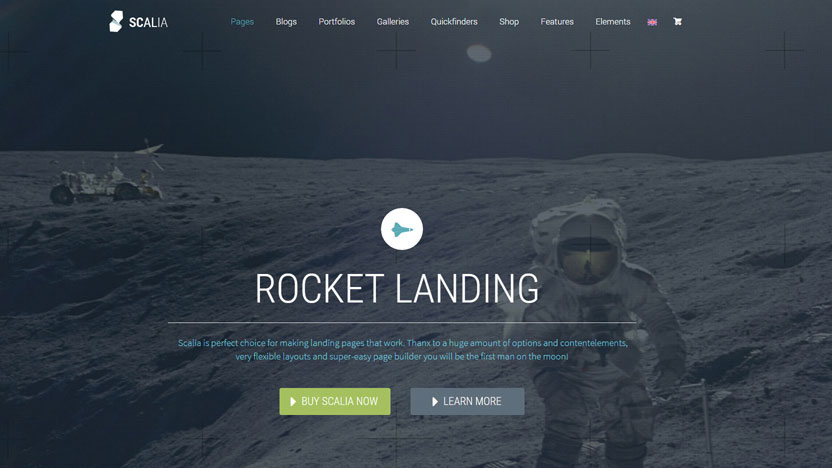 SCALIA
Pages Blogs Portfolios Galleries Quickfinders Shop Features Elements
ROCKET LANDING
Scalia is perfect choice for making landing pages that work. Thanx to a huge amount of options and contentelements,
very flexible layouts and super-easy page builder you will be the first man on the moon!
BUY SCALIA NOW
LEARN MORE